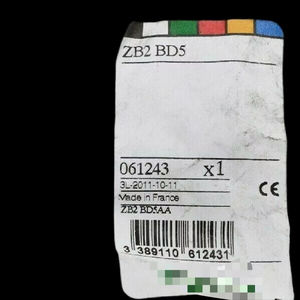 ZB2 BD5
061243 x1
3L-2011-10-11
Made in France
ZB2 BD5AA
CE
3 389110 612431